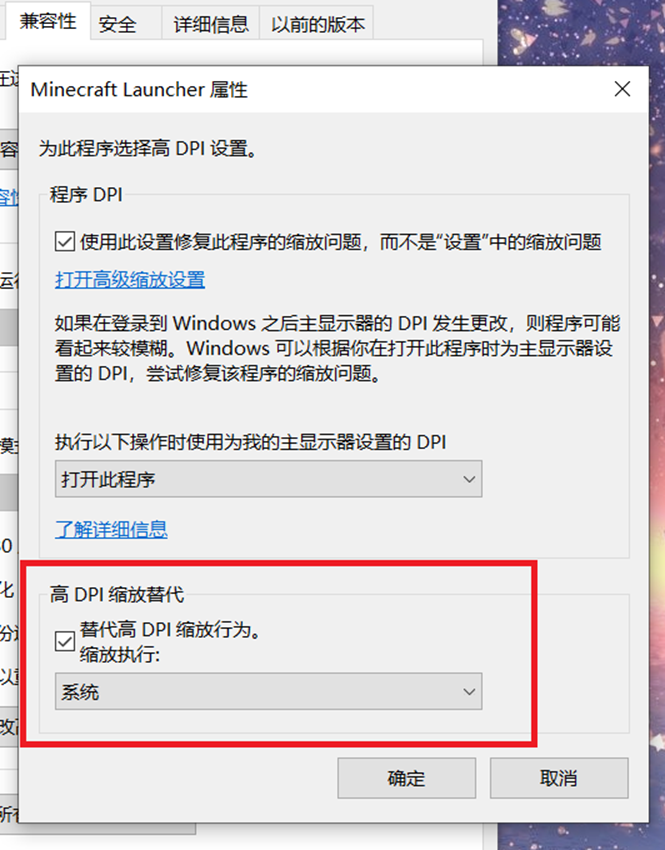 兼容性
安全
详细信息
以前的版本
Minecraft Launcher 属性
为此程序选择高 DPI 设置。
程序 DPI
使用此设置修复此程序的缩放问题，而不是“设置”中的缩放问题
打开高级缩放设置
如果在登录到 Windows 之后主显示器的 DPI 发生更改，则程序可能
看起来较模糊。Windows 可以根据你在打开此程序时为主显示器设
置的 DPI，尝试修复该程序的缩放问题。
执行以下操作时使用为我的主显示器设置的 DPI
打开此程序
了解详细信息
高 DPI 缩放替代
替代高 DPI 缩放行为。
缩放执行:
系统
确定
取消